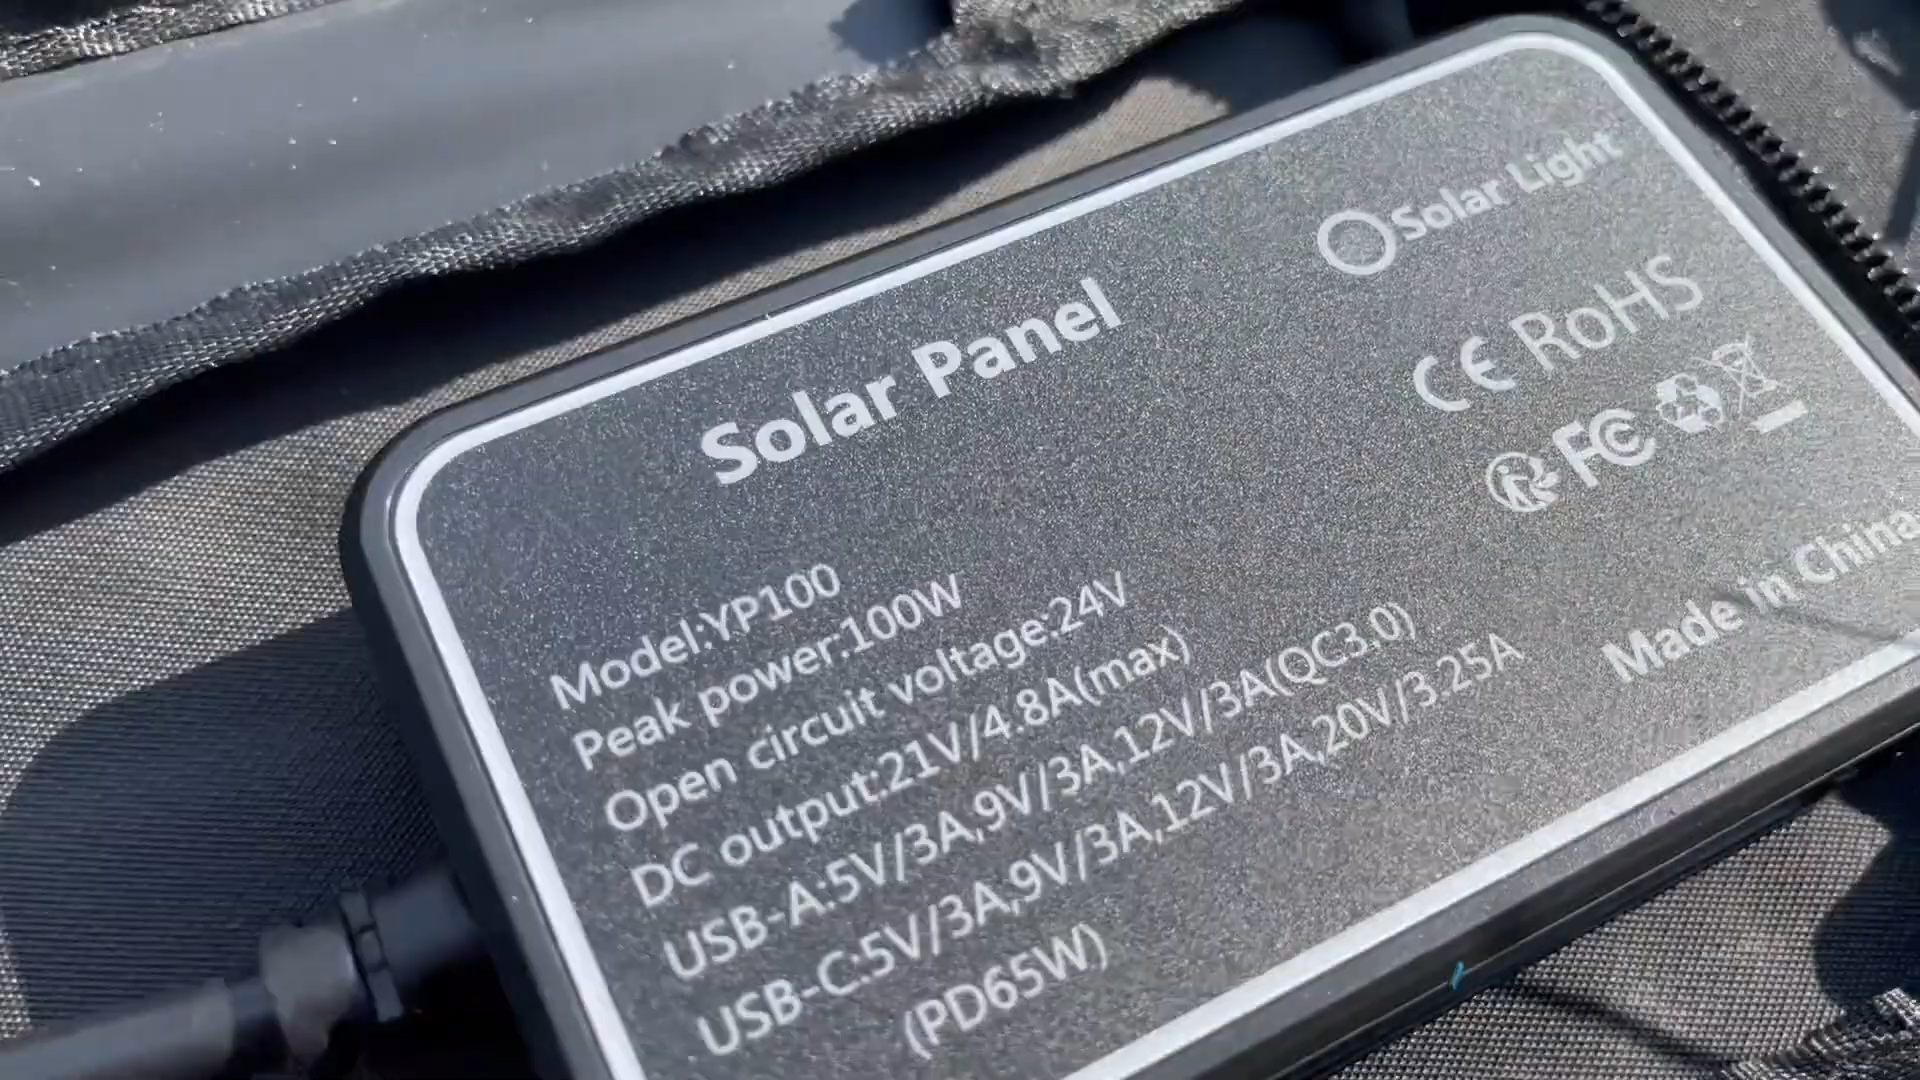 Solar Light
Solar Panel
CE RoHS
FC
Model:YP100
Peak power:100W
Open circuit voltage:24V
DC output:21V/4.8A(max)
USB-A:5V/3A,9V/3A,12V/3A(QC3.0)
USB-C:5V/3A,9V/3A,12V/3A,20V/3.25A
(PD65W)
Made in China